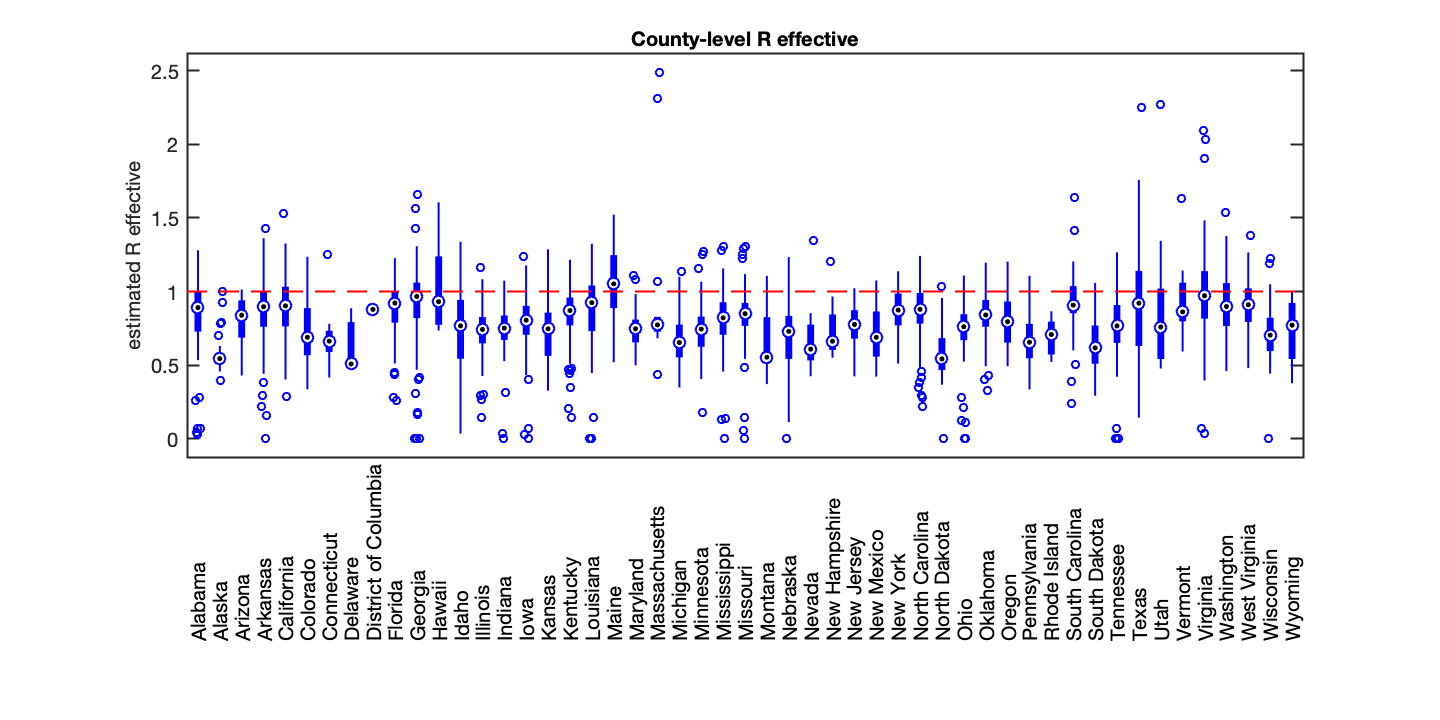 County-level R effective
estimated R effective
2.5
2
1.5
1
0.5
0
Alabama
Alaska
Arizona
Arkansas
California
Colorado
Connecticut
Delaware
District of Columbia
Florida
Georgia
Hawaii
Idaho
Illinois
Indiana
Iowa
Kansas
Kentucky
Louisiana
Maine
Maryland
Massachusetts
Michigan
Minnesota
Mississippi
Missouri
Montana
Nebraska
Nevada
New Hampshire
New Jersey
New Mexico
New York
North Carolina
North Dakota
Ohio
Oklahoma
Oregon
Pennsylvania
Rhode Island
South Carolina
South Dakota
Tennessee
Texas
Utah
Vermont
Virginia
Washington
West Virginia
Wisconsin
Wyoming